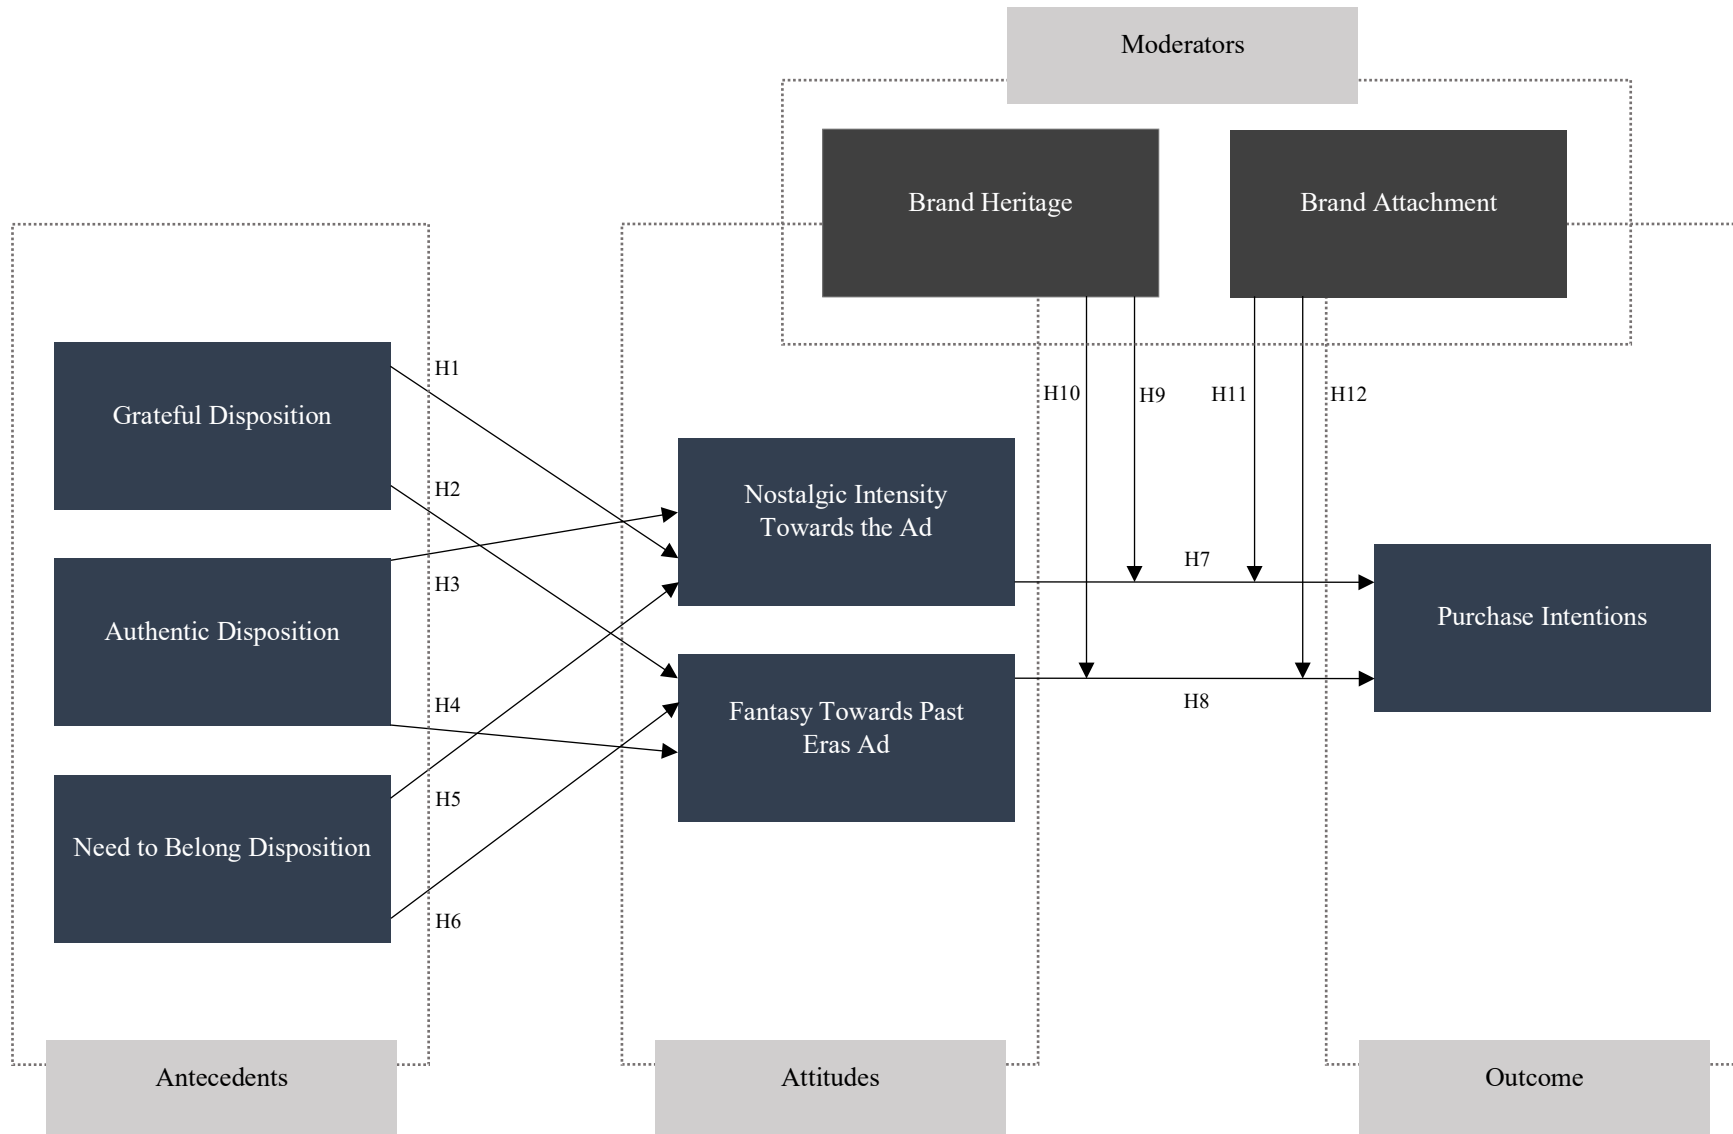 Moderators
Brand Heritage
Brand Attachment
H1
H10
H9
H11
H12
Grateful Disposition
H2
Nostalgic Intensity
Towards the Ad
H7
H3
Authentic Disposition
Purchase Intentions
H4
Fantasy Towards Past
Eras Ad
H8
H5
Need to Belong Disposition
H6
Antecedents
Attitudes
Outcome